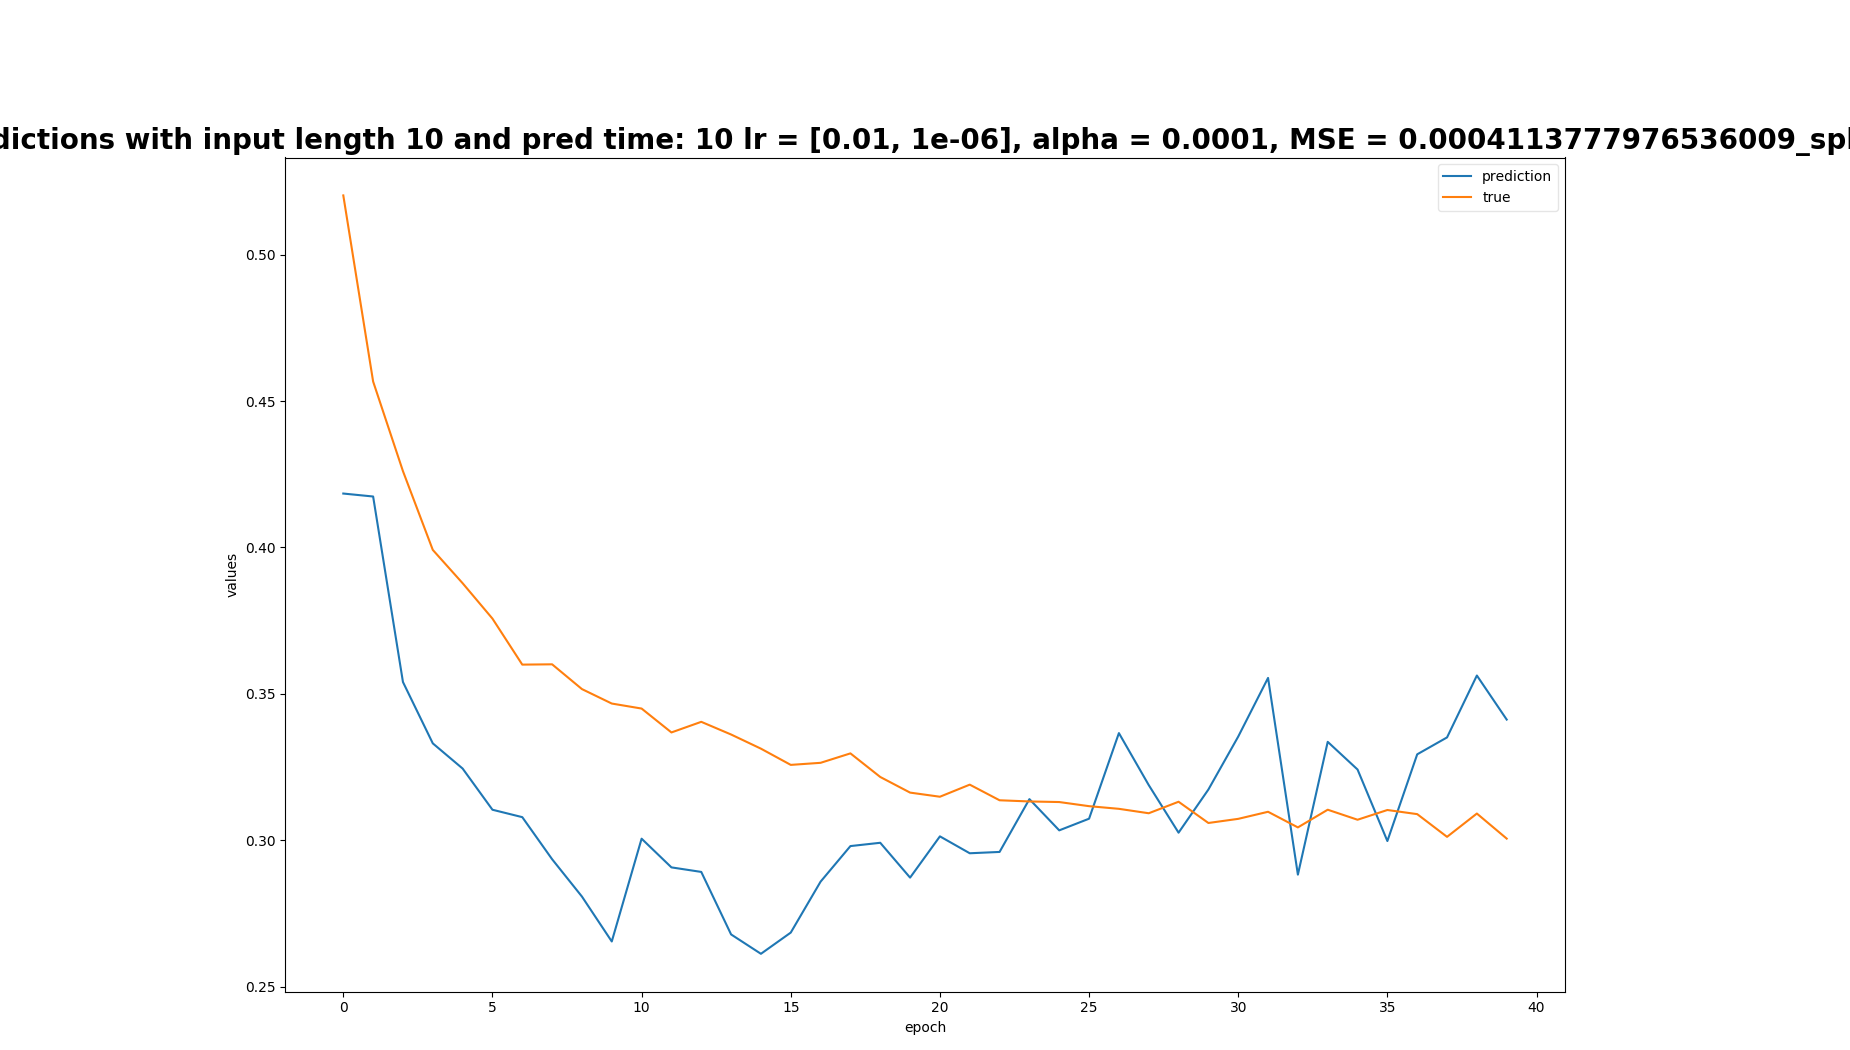 dictions with input length 10 and pred time: 10 lr = [0.01, 1e-06], alpha = 0.0001, MSE = 0.0004113777976536009_spl
prediction
true
0.50
0.45
0.40
0.35
0.30
0.25
values
0 5 10 15 20 25 30 35 40
epoch